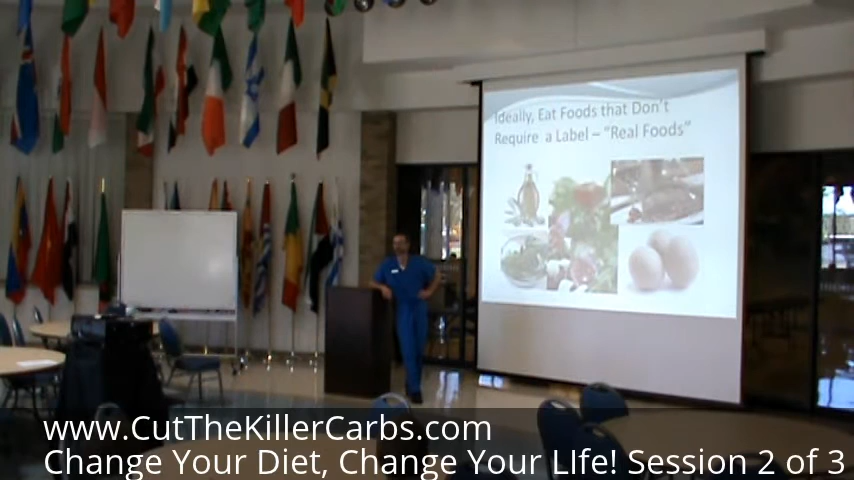 Ideally, Eat Foods that Don't
Require a Label – "Real Foods"
www.CutTheKillerCarbs.com
Change Your Diet, Change Your LIfe! Session 2 of 3